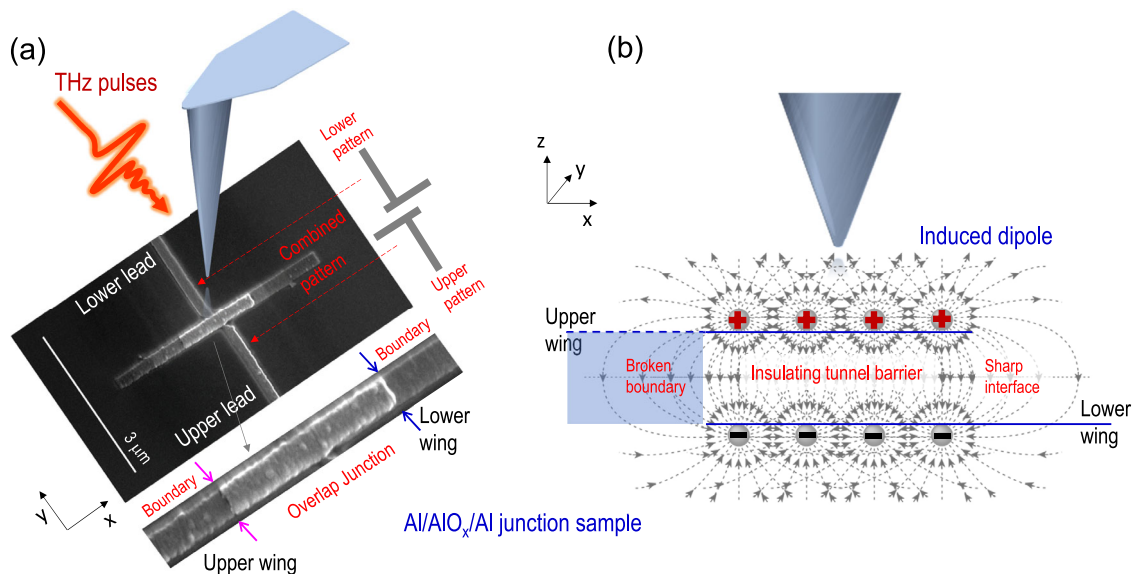 (a)
THz pulses
Lower
pattern
Combined
pattern
Upper
pattern
Lower lead
Upper lead
3 µm
Boundary
Lower
wing
Boundary
Overlap Junction
Upper wing
y
x
Al/AlOx/Al junction sample
(b)
z
y
x
Induced dipole
Upper
wing
Broken
boundary
Insulating tunnel barrier
Sharp
interface
Lower
wing